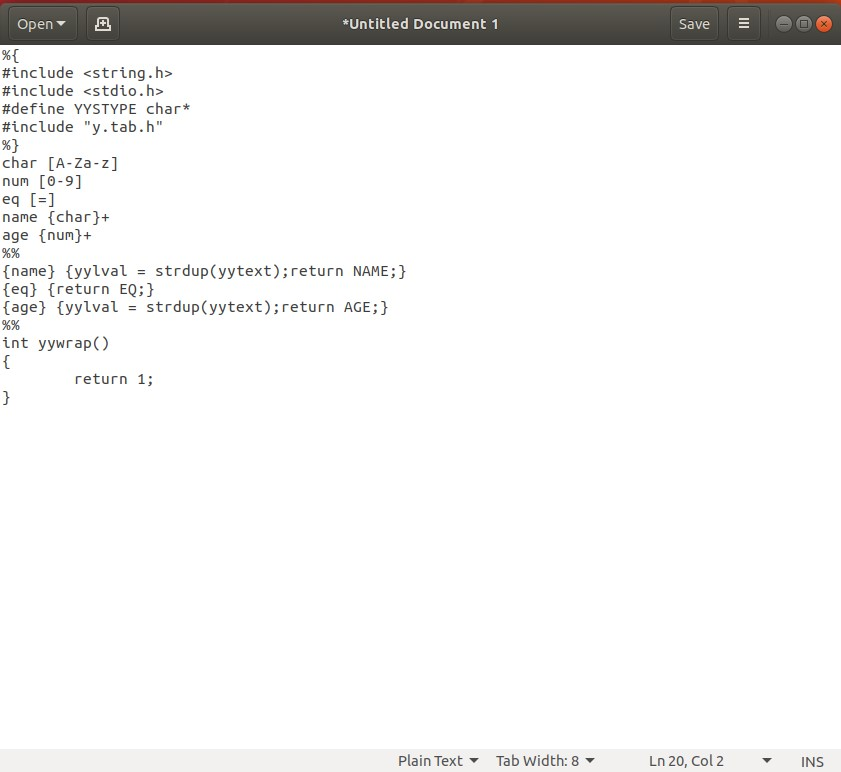 Open *Untitled Document 1 Save
%{
#include <string.h>
#include <stdio.h>
#define YYSTYPE char*
#include "y.tab.h"
%}
char [A-Za-z]
num [0-9]
eq [=]
name {char}+
age {num}+
%%
{name} {yylval = strdup(yytext);return NAME;}
{eq} {return EQ;}
{age} {yylval = strdup(yytext);return AGE;}
%%
int yywrap()
{
        return 1;
}
Plain Text Tab Width: 8 Ln 20, Col 2 INS